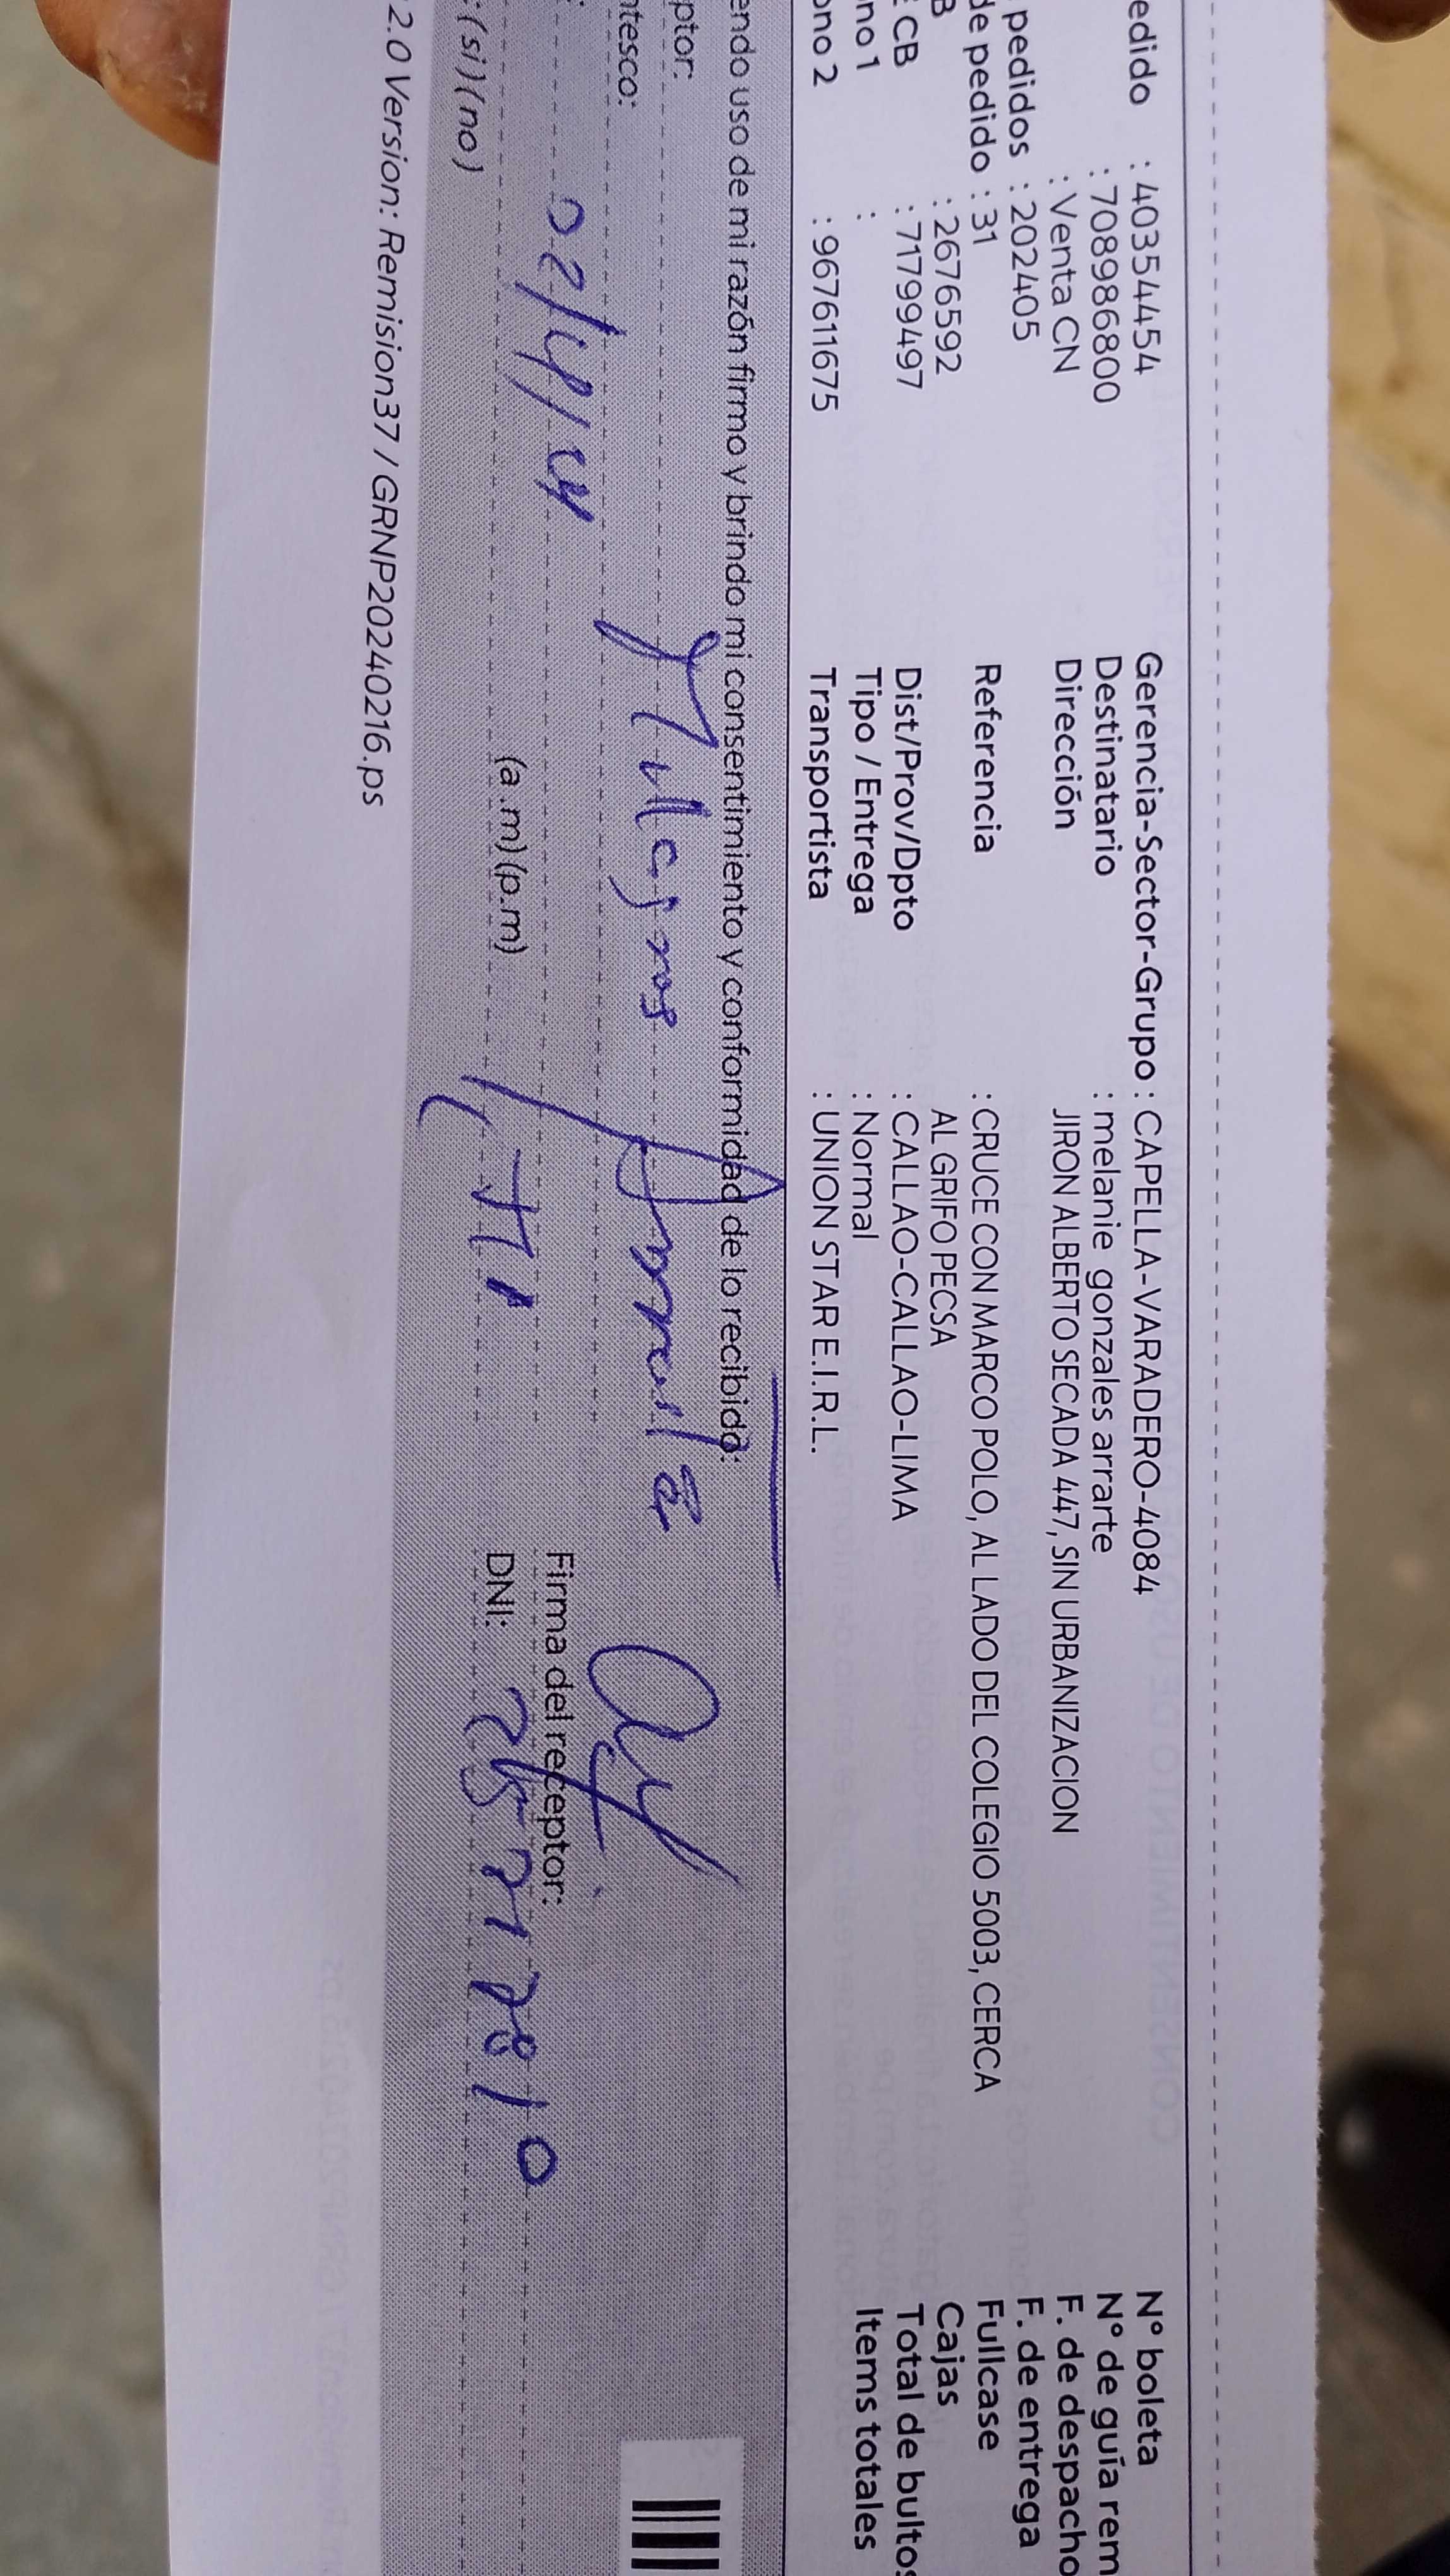 edido : 40354454 Gerencia-Sector-Grupo : CAPELLA-VARADERO-4084 N° boleta
: 708986800 Destinatario : melanie gonzales arrarte N° de guía rem
: Venta CN Dirección JIRON ALBERTO SECADA 447, SIN URBANIZACION F. de despacho
pedidos : 202405 F. de entrega
de pedido : 31 Referencia : CRUCE CON MARCO POLO, AL LADO DEL COLEGIO 5003, CERCA Fullcase
B : 2676592 AL GRIFO PECSA Cajas
CB : 71799497 Dist/Prov/Dpto : CALLAO-CALLAO-LIMA Total de bultos
no 1 : Tipo / Entrega : Normal Items totales
ono 2 : 967611675 Transportista : UNION STAR E.I.R.L.
endo uso de mi razón firmo y brindo mi consentimiento y conformidad de lo recibido:
ptor:
ntesco:
Firma del receptor:
: (si) (no) (a.m) (p.m) DNI:
2.0 Version: Remision37 / GRNP20240216.ps